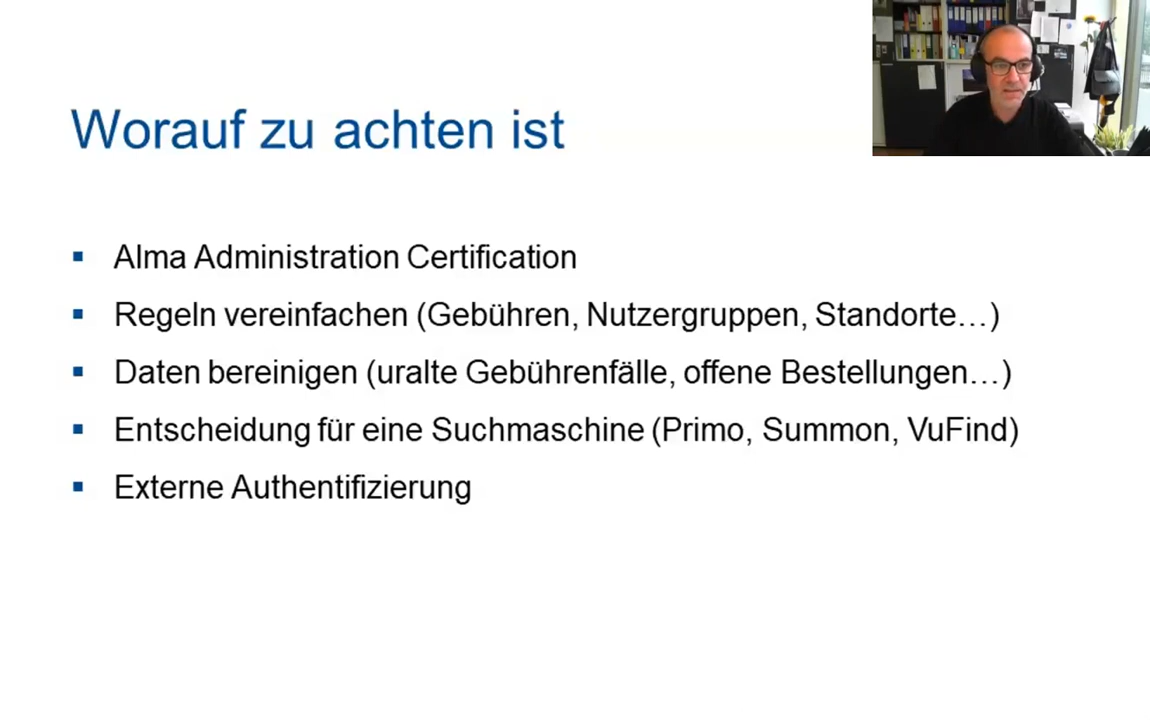 Worauf zu achten ist
▪ Alma Administration Certification
▪ Regeln vereinfachen (Gebühren, Nutzergruppen, Standorte…)
▪ Daten bereinigen (uralte Gebührenfälle, offene Bestellungen…)
▪ Entscheidung für eine Suchmaschine (Primo, Summon, VuFind)
▪ Externe Authentifizierung